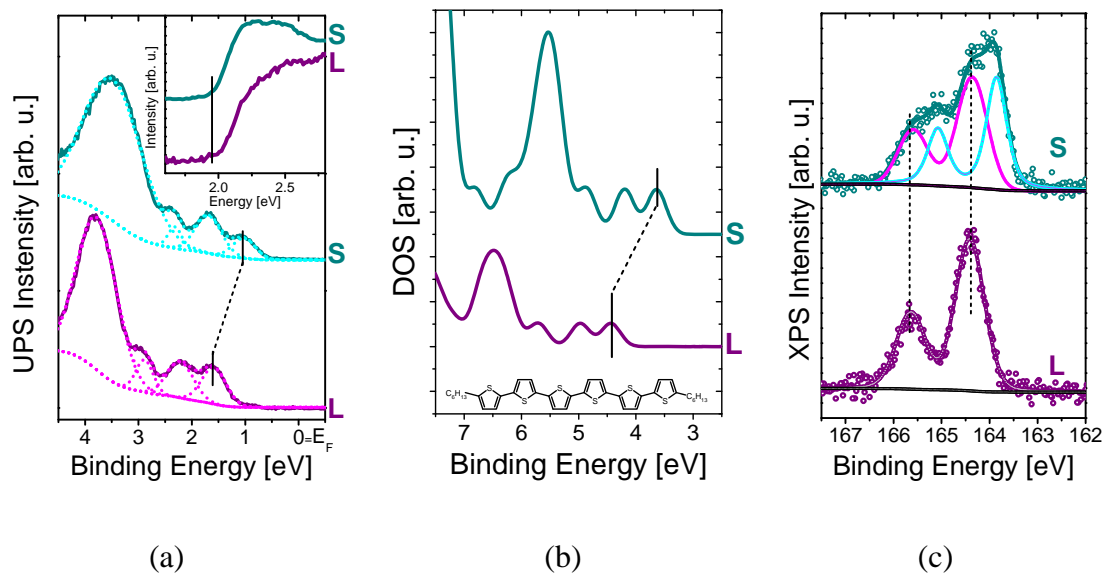 UPS Instensity [arb. u.]
Intensity [arb. u.]
S
L
2.0 2.5
Energy [eV]
S
L
4 3 2 1 0=E_F
Binding Energy [eV]
(a)
DOS [arb. u.]
S
L
C₆H₁₃ S S S S S S C₆H₁₃
7 6 5 4 3
Binding Energy [eV]
(b)
XPS Intensity [arb. u.]
S
L
167 166 165 164 163 162
Binding Energy [eV]
(c)